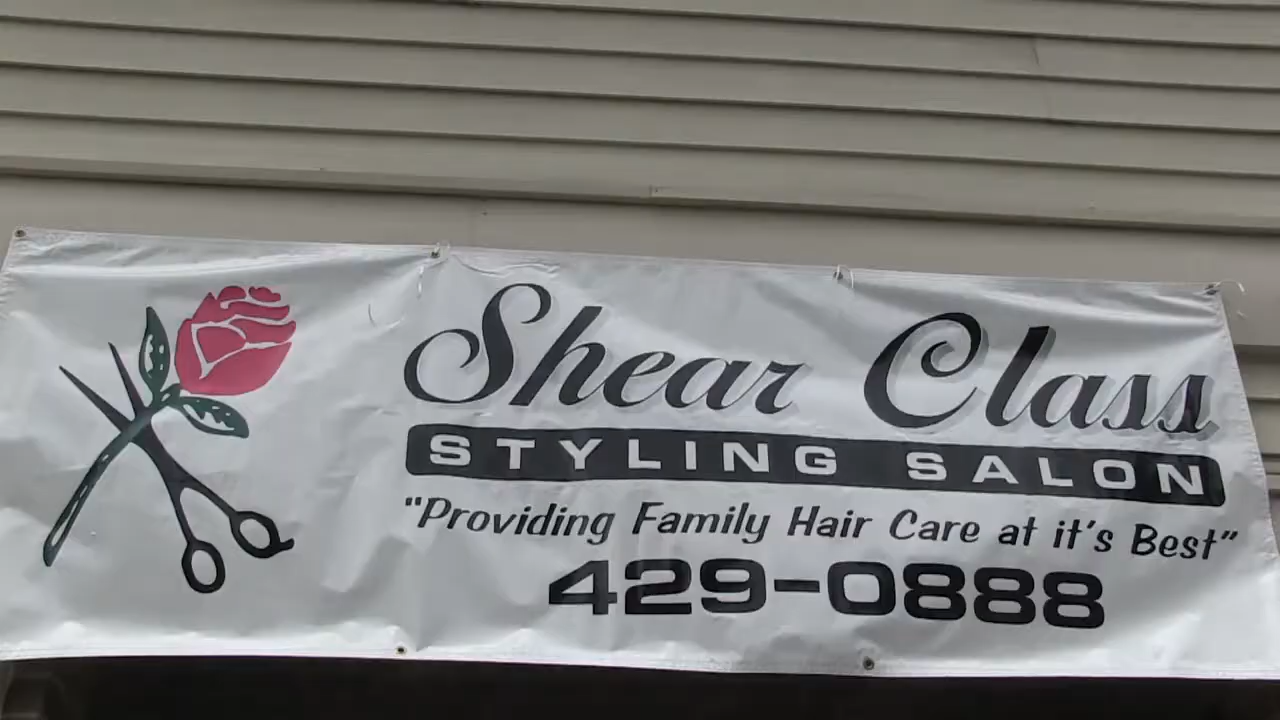 Shear Class
STYLING SALON
"Providing Family Hair Care at it's Best"
429-0888